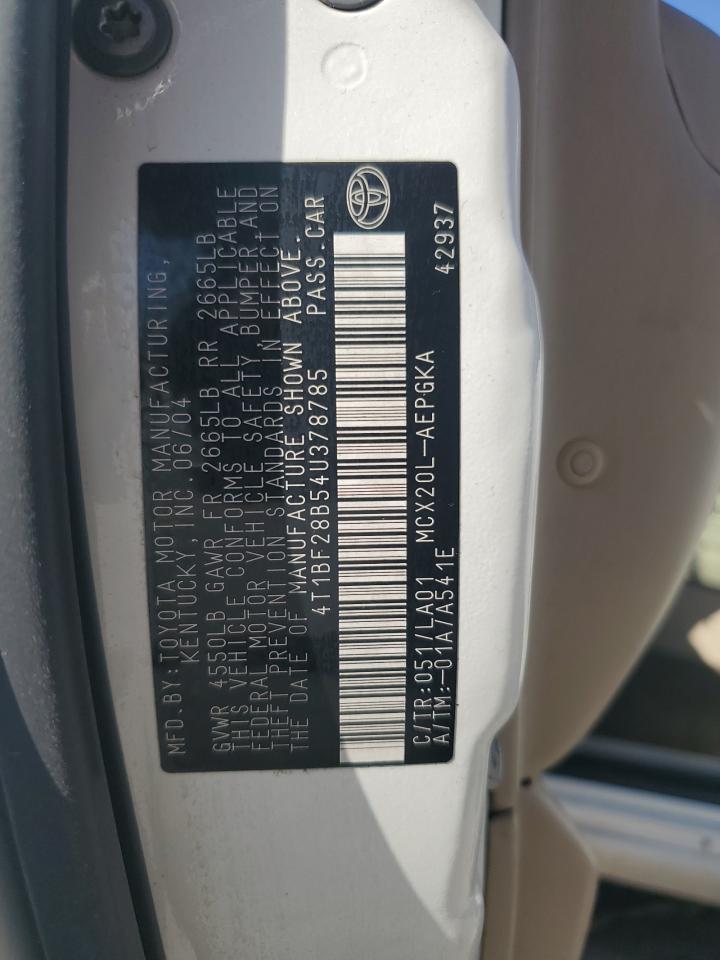 MFD. BY: TOYOTA MOTOR MANUFACTURING,
KENTUCKY, INC. 06/04
GVWR 4550LB GAWR FR 2665LB RR 2665LB
THIS VEHICLE CONFORMS TO ALL APPLICABLE
FEDERAL MOTOR VEHICLE SAFETY, BUMPER, AND
THEFT PREVENTION STANDARDS IN EFFECT ON
THE DATE OF MANUFACTURE SHOWN ABOVE.
4T1BF28B54U378785 PASS. CAR
C/TR:051/LA01 MCX20L-AEPGKA 42937
A/TM:-01A/A541E